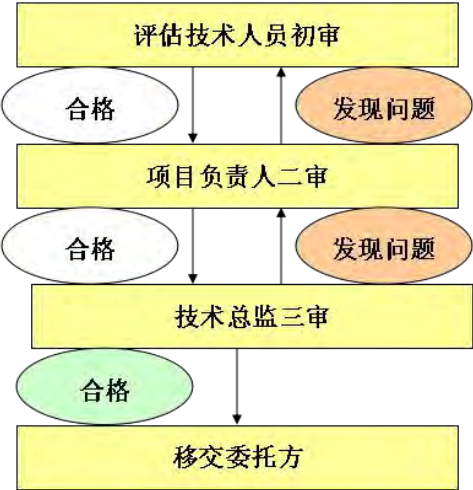 评估技术人员初审
合格
发现问题
项目负责人二审
合格
发现问题
技术总监三审
合格
移交委托方